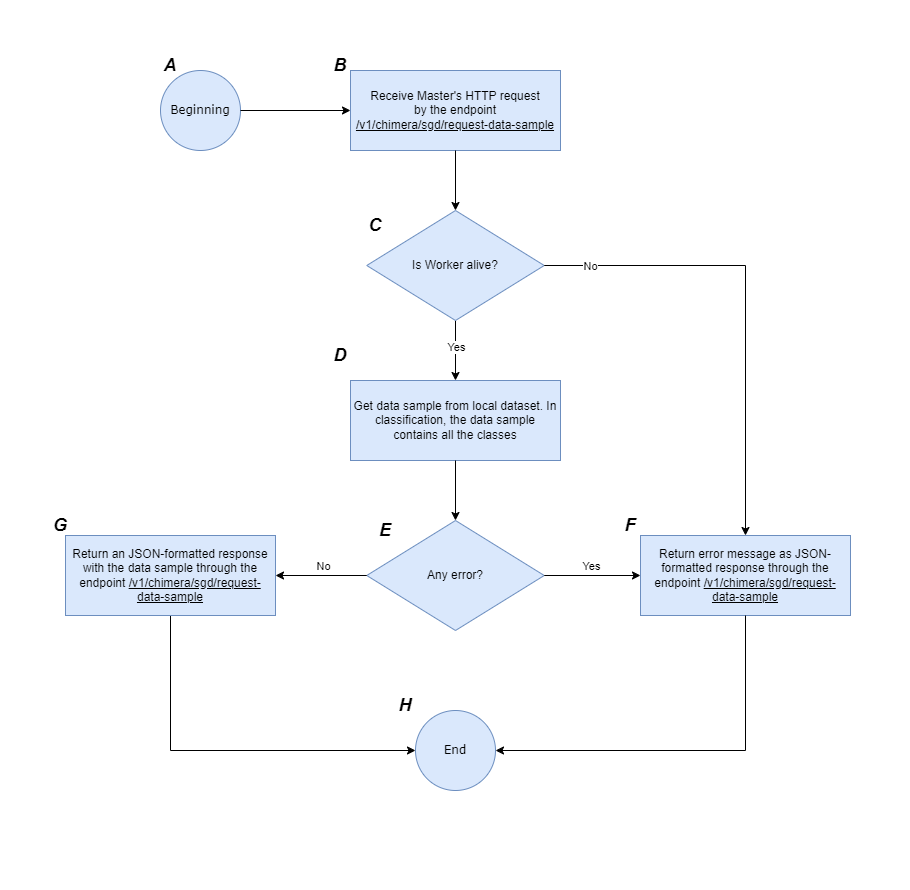 A
Beginning
B
Receive Master's HTTP request
by the endpoint
/v1/chimera/sgd/request-data-sample
C
Is Worker alive?
No
Yes
D
Get data sample from local dataset. In
classification, the data sample
contains all the classes
E
Any error?
No
Yes
G
Return an JSON-formatted response
with the data sample through the
endpoint /v1/chimera/sgd/request-
data-sample
F
Return error message as JSON-
formatted response through the
endpoint /v1/chimera/sgd/request-
data-sample
H
End